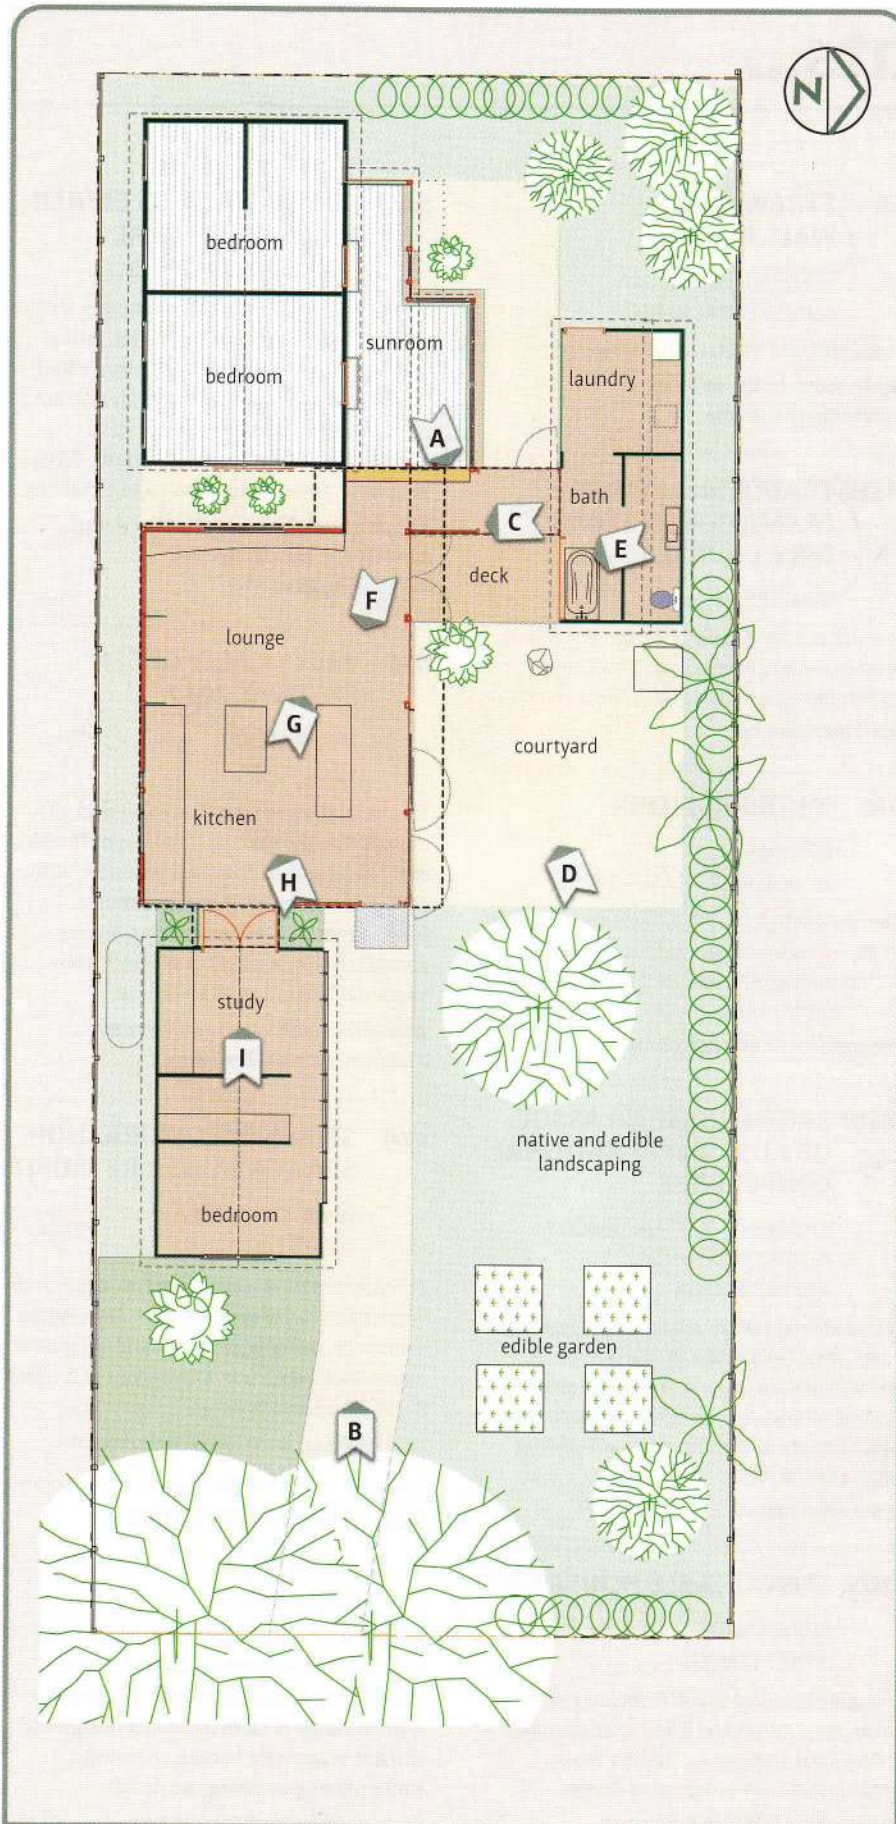 N
bedroom
bedroom
sunroom
laundry
A
bath
C
E
deck
F
lounge
G
courtyard
kitchen
H
D
study
I
native and edible
landscaping
bedroom
edible garden
B